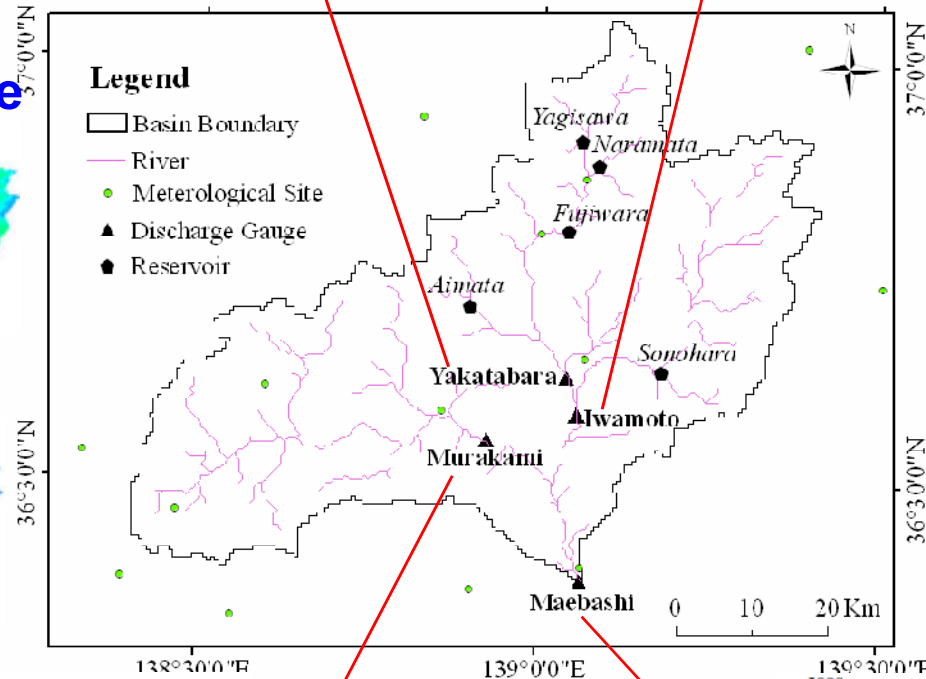 e
N
Legend
Basin Boundary
River
Meterological Site
Discharge Gauge
Reservoir
Yagisawa
Naramata
Fujiwara
Aimata
Sonohara
Yakatabara
Iwamoto
Murakami
Maebashi
0 10 20 Km
37°0'0"N
36°30'0"N
37°0'0"N
36°30'0"N
138°30'0"E
139°0'0"E
139°30'0"E